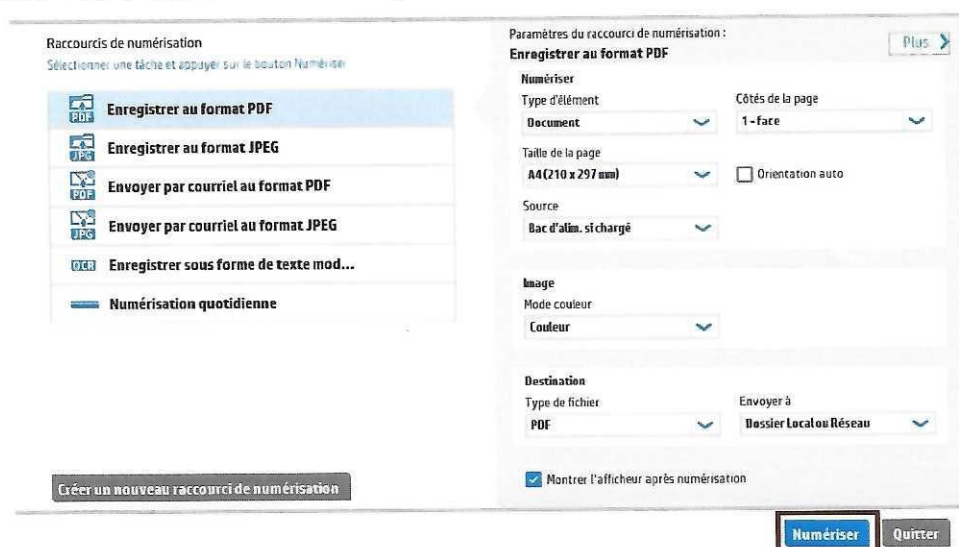 Raccourcis de numérisation
Sélectionner une tâche et appuyer sur le bouton Numériser
PDF Enregistrer au format PDF
JPG Enregistrer au format JPEG
PDF Envoyer par courriel au format PDF
JPG Envoyer par courriel au format JPEG
OCR Enregistrer sous forme de texte mod...
Numérisation quotidienne
Créer un nouveau raccourci de numérisation
Paramètres du raccourci de numérisation :
Enregistrer au format PDF
Plus
Numériser
Type d'élément
Document
Côtés de la page
1-face
Taille de la page
A4(210 x 297 mm)
Orientation auto
Source
Bac d'alim. si chargé
Image
Mode couleur
Couleur
Destination
Type de fichier
PDF
Envoyer à
Dossier Local ou Réseau
Montrer l'afficheur après numérisation
Numériser
Quitter